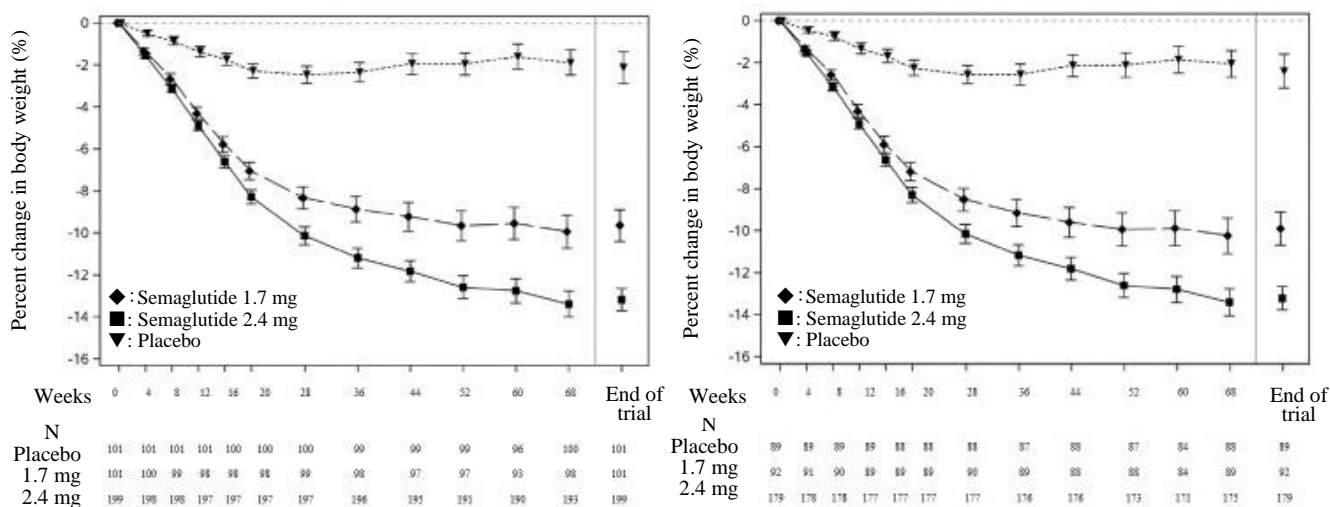 Percent change in body weight (%)
0
-2
-4
-6
-8
-10
-12
-14
-16
◆: Semaglutide 1.7 mg
■: Semaglutide 2.4 mg
▼: Placebo
Weeks 0 4 8 12 16 20 28 36 44 52 60 68 End of
trial
N
Placebo 101 101 101 101 100 100 100 99 99 99 96 100 101
1.7 mg 101 100 99 98 98 98 99 98 97 97 93 98 101
2.4 mg 199 198 198 197 197 197 197 196 195 191 190 193 199
Percent change in body weight (%)
0
-2
-4
-6
-8
-10
-12
-14
-16
◆: Semaglutide 1.7 mg
■: Semaglutide 2.4 mg
▼: Placebo
Weeks 0 4 8 12 16 20 28 36 44 52 60 68 End of
trial
N
Placebo 89 89 89 89 88 88 88 87 88 87 84 88 89
1.7 mg 92 91 90 89 89 89 90 89 88 88 84 89 92
2.4 mg 179 178 178 177 177 177 177 176 176 173 171 175 179